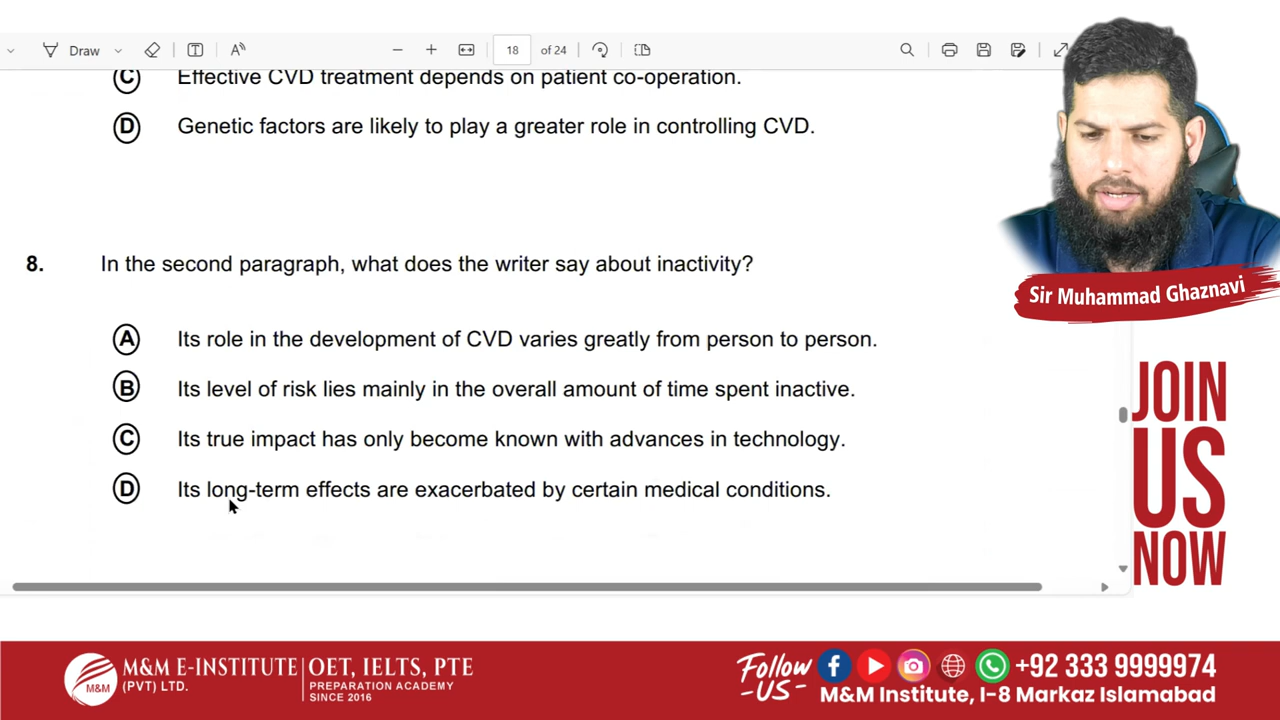 Draw
18 of 24
C Effective CVD treatment depends on patient co-operation.
D Genetic factors are likely to play a greater role in controlling CVD.
8. In the second paragraph, what does the writer say about inactivity?
A Its role in the development of CVD varies greatly from person to person.
B Its level of risk lies mainly in the overall amount of time spent inactive.
C Its true impact has only become known with advances in technology.
D Its long-term effects are exacerbated by certain medical conditions.
Sir Muhammad Ghaznavi
JOIN
US
NOW
M&M
M&M E-INSTITUTE
(PVT) LTD.
OET, IELTS, PTE
PREPARATION ACADEMY
SINCE 2016
Follow
-US-
+92 333 9999974
M&M Institute, I-8 Markaz Islamabad